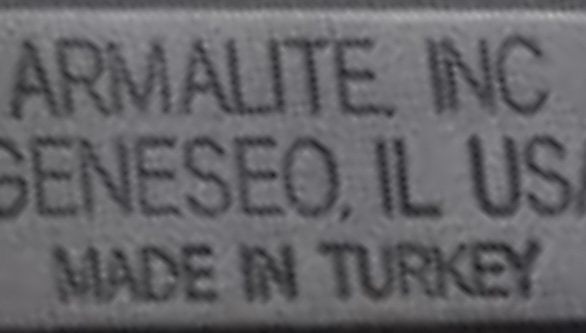 ARMALITE, INC
GENESEO, IL USA
MADE IN TURKEY